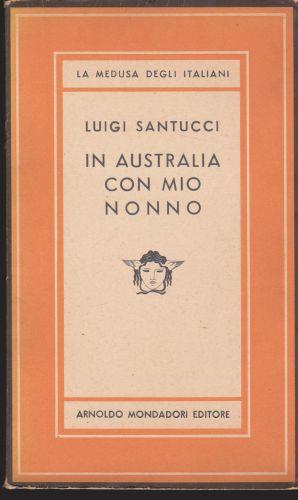 LA MEDUSA DEGLI ITALIANI
LUIGI SANTUCCI
IN AUSTRALIA
CON MIO
NONNO
ARNOLDO MONDADORI EDITORE